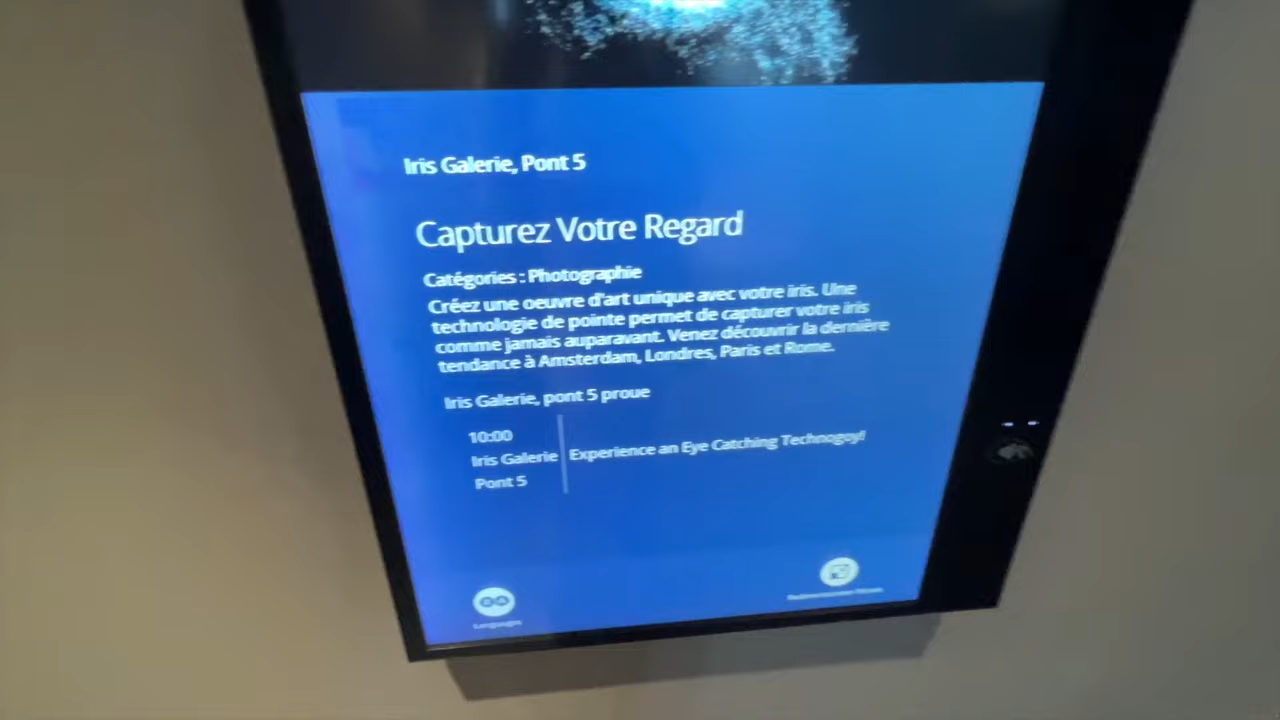 Iris Galerie, Pont 5
Capturez Votre Regard
Catégories : Photographie
Créez une oeuvre d'art unique avec votre iris. Une
technologie de pointe permet de capturer votre iris
comme jamais auparavant. Venez découvrir la dernière
tendance à Amsterdam, Londres, Paris et Rome.
Iris Galerie, pont 5 proue
10:00
Iris Galerie
Pont 5
Experience an Eye Catching Technogoy!
Languages